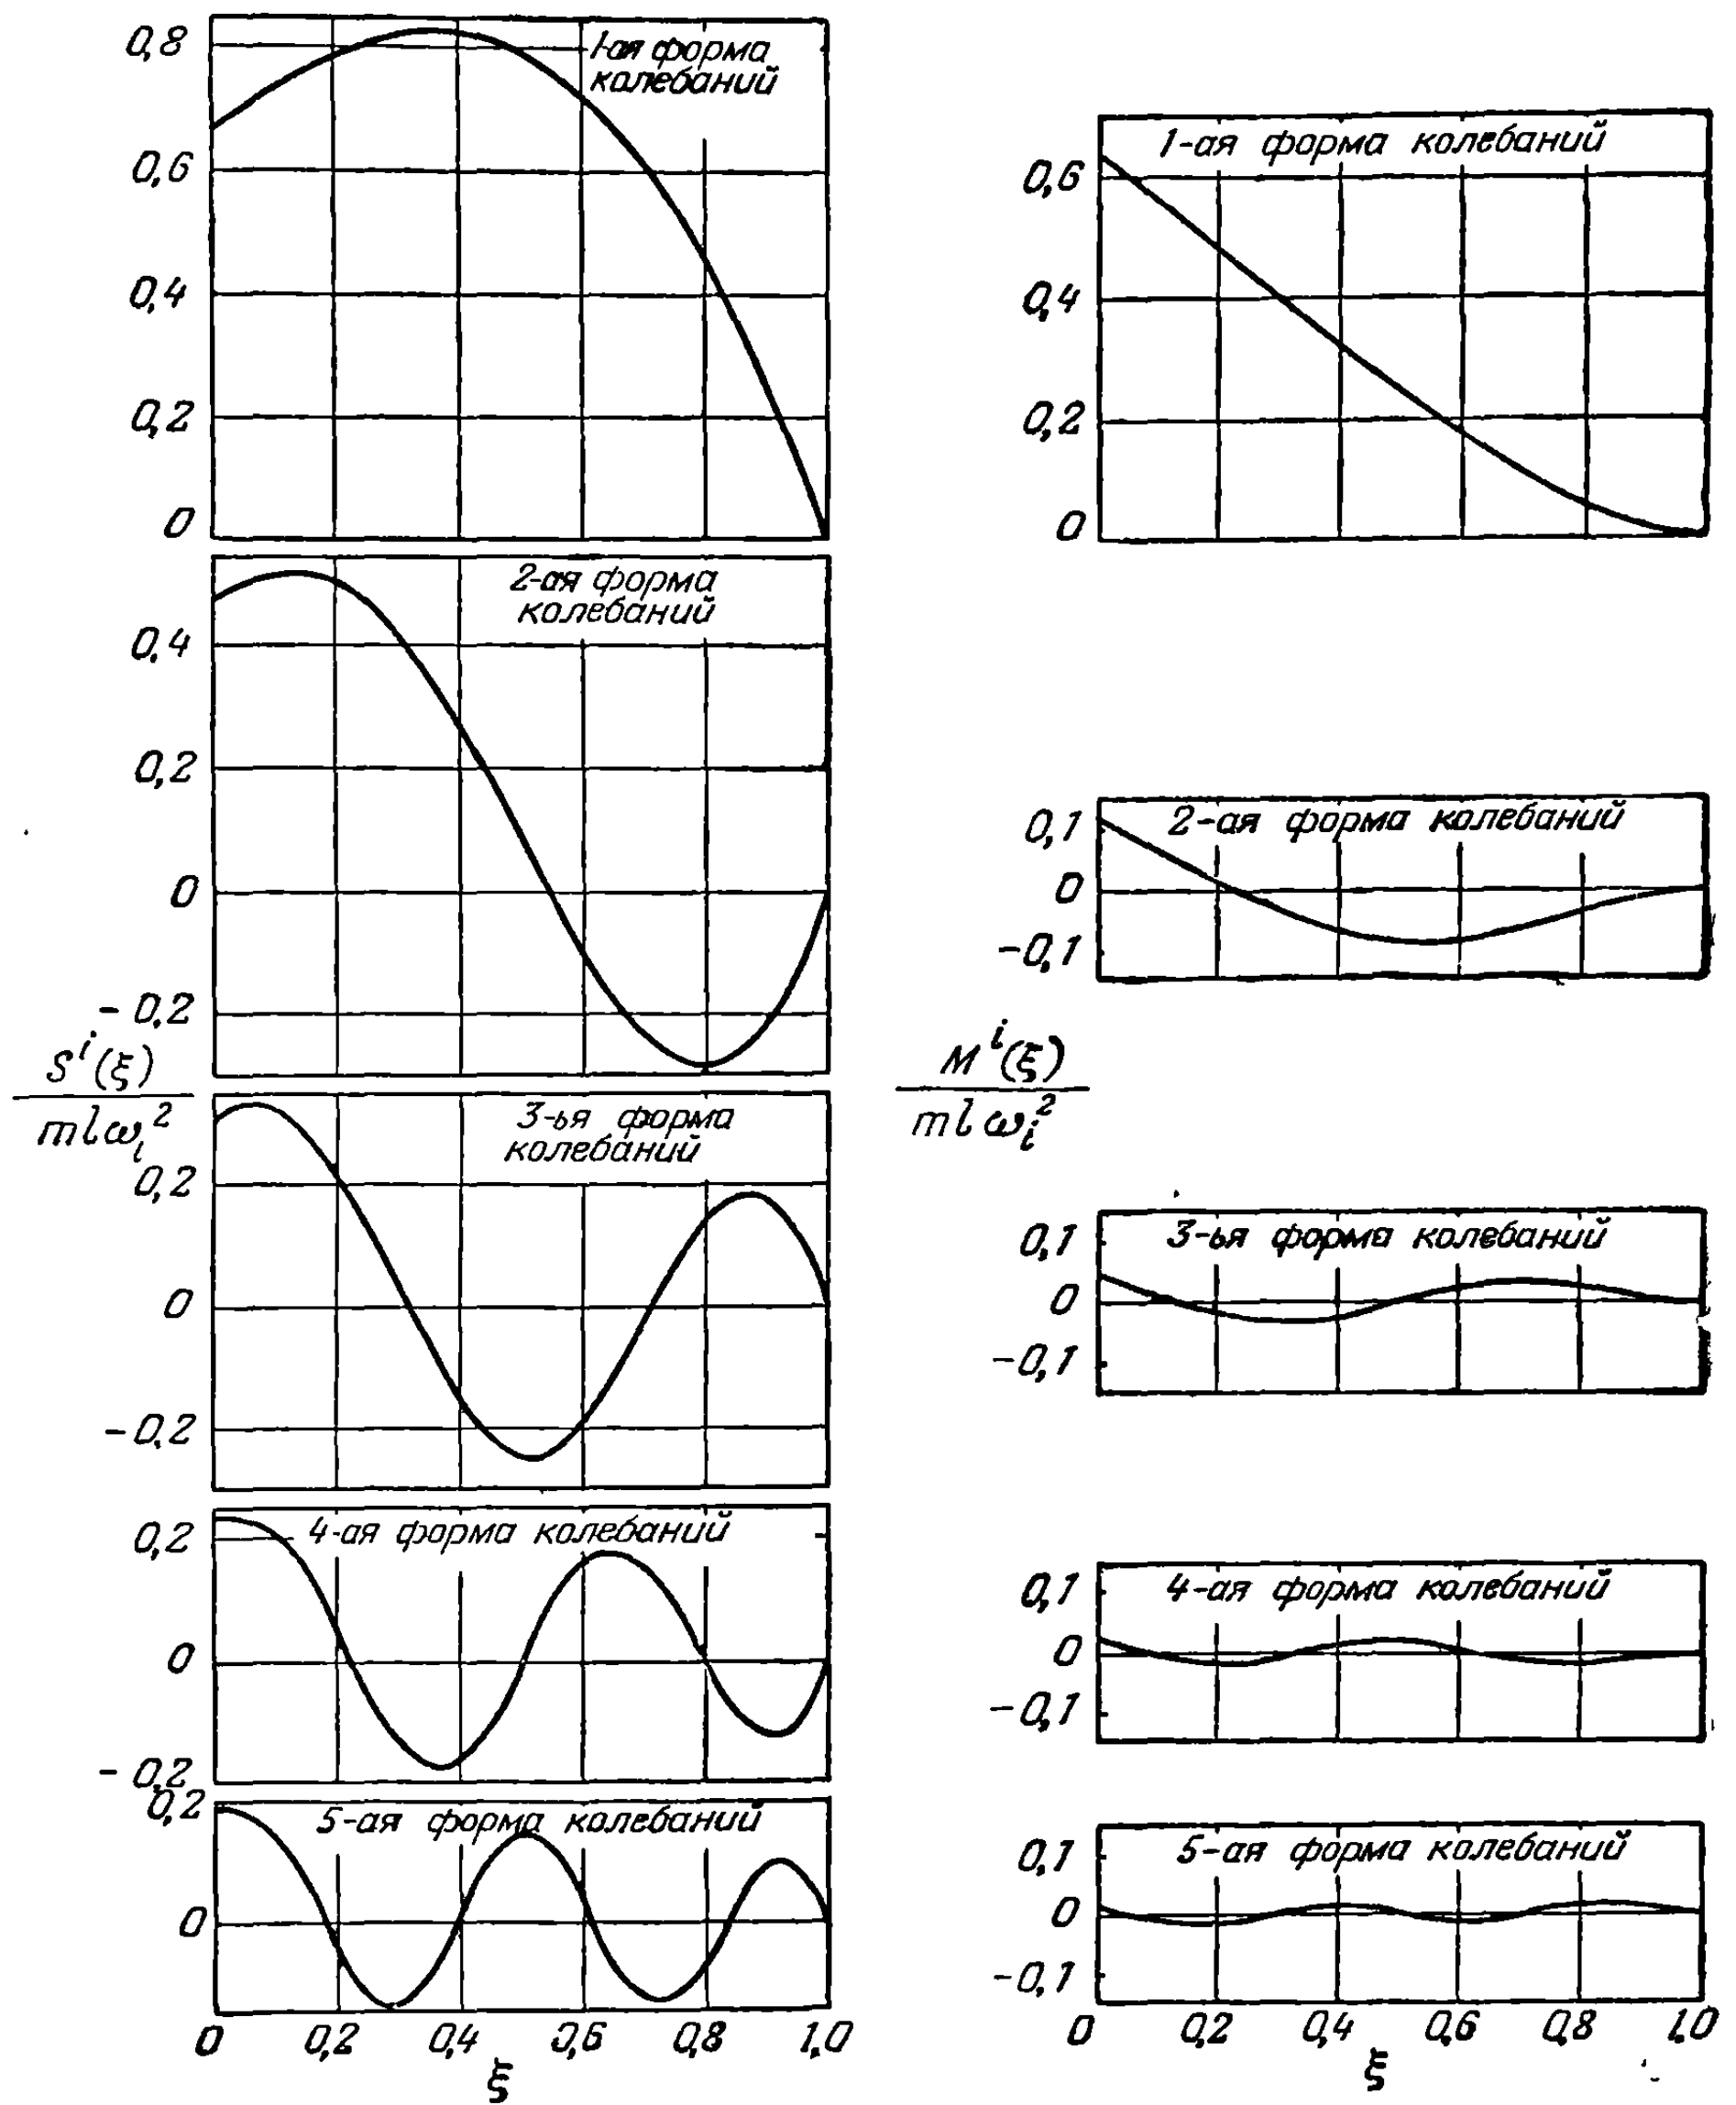 0,8
1-ая форма
колебаний
0,6
0,4
0,2
0
2-ая форма
колебаний
0,4
0,2
0
-0,2
S^i(ξ)
mlω_i^2
3-ья форма
колебаний
0,2
0
-0,2
4-ая форма колебаний
0,2
0
-0,2
5-ая форма колебаний
0,2
0
0 0,2 0,4 0,6 0,8 1,0
ξ
1-ая форма колебаний
0,6
0,4
0,2
0
2-ая форма колебаний
0,1
0
-0,1
M^i(ξ)
mlω_i^2
3-ья форма колебаний
0,1
0
-0,1
4-ая форма колебаний
0,1
0
-0,1
5-ая форма колебаний
0,1
0
-0,1
0 0,2 0,4 0,6 0,8 1,0
ξ